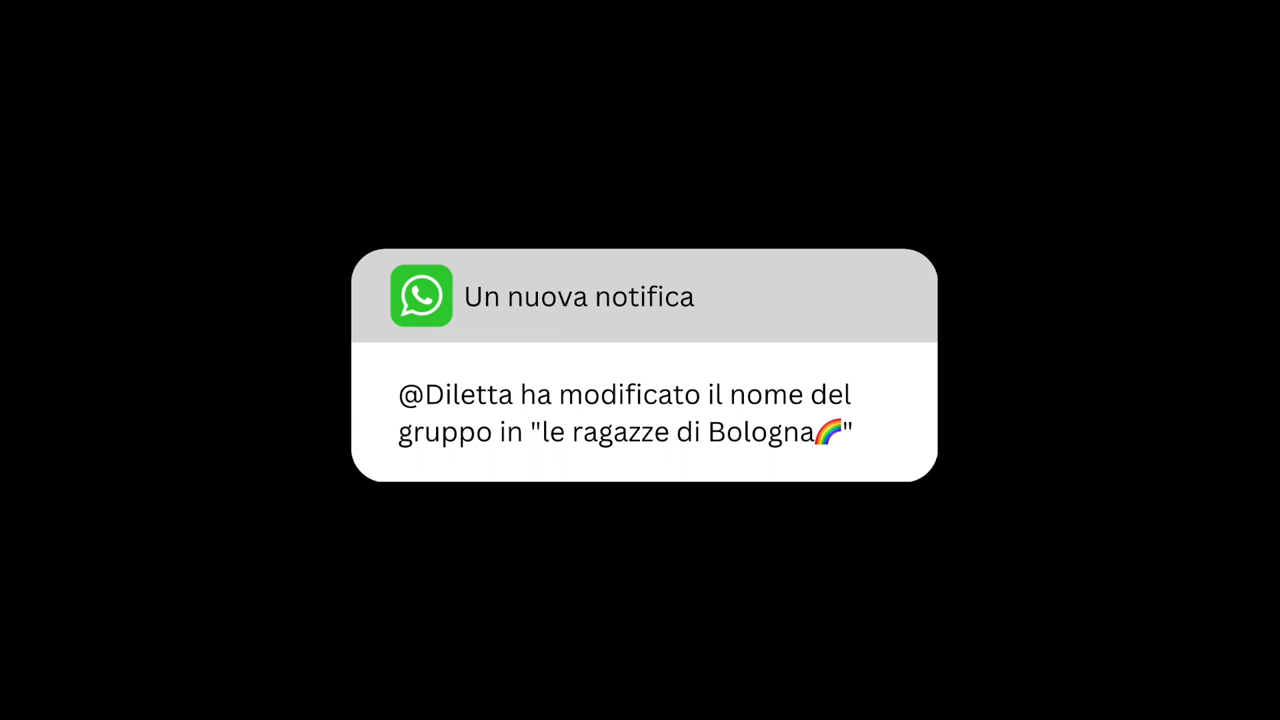 Un nuova notifica
@Diletta ha modificato il nome del
gruppo in "le ragazze di Bologna🌈"